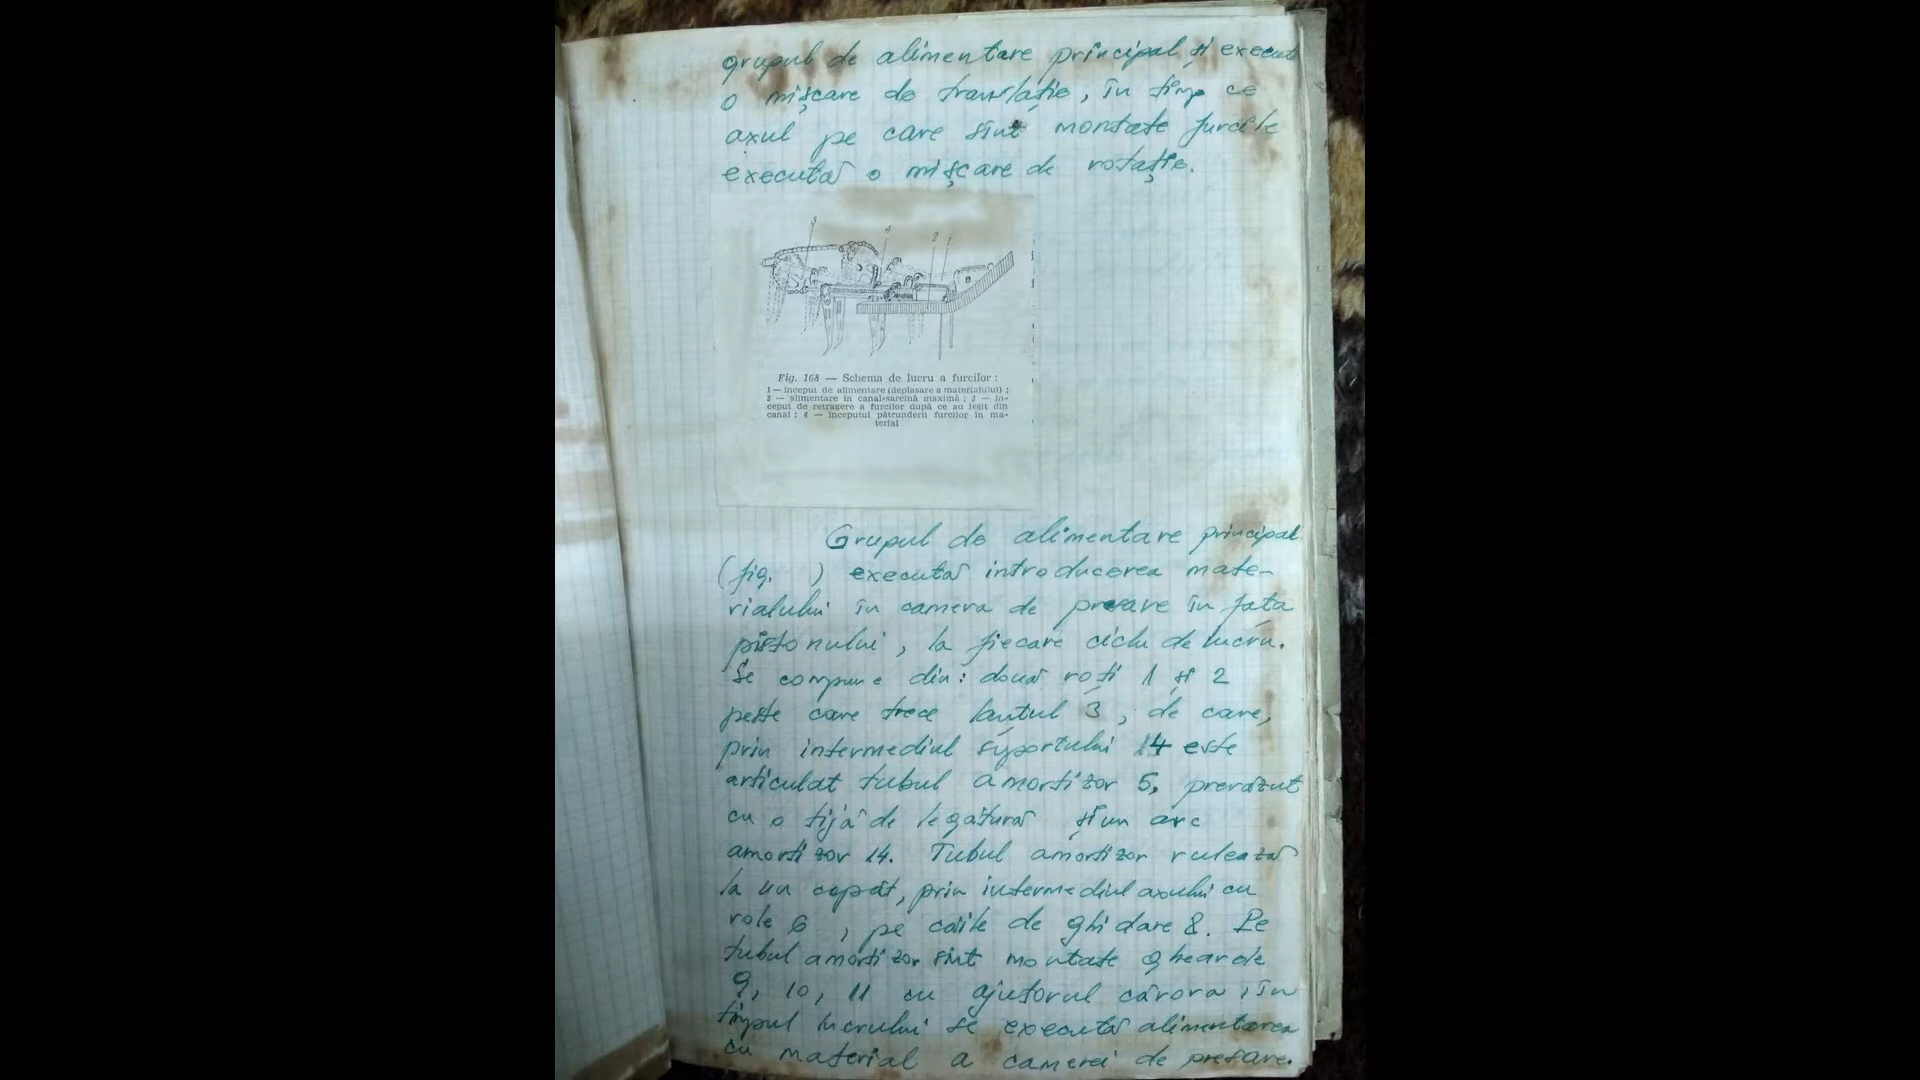 grupul de alimentare principal și execută
o mișcare de translație, în timp ce
axul pe care sînt montate furcile
execută o mișcare de rotație.
3
4
2
1
Fig. 168 — Schema de lucru a furcilor :
1 — început de alimentare (deplasare a materialului) ;
2 — alimentare în canal-sarcină maximă ; 3 — în-
ceput de retragere a furcilor după ce au ieșit din
canal ; 4 — începutul pătrunderii furcilor în ma-
terial
Grupul de alimentare principal
(fig. ) execută introducerea mate-
rialului în camera de presare în fața
pistonului, la fiecare ciclu de lucru.
Se compune din: două roți 1 și 2
peste care trece lanțul 3, de care,
prin intermediul suportului 14 este
articulat tubul amortizor 5, prevăzut
cu o tijă de legătură și un arc
amortizor 14. Tubul amortizor rulează
la un capăt, prin intermediul axului cu
role 6, pe căile de ghidare 8. Pe
tubul amortizor sînt montate ghearele
9, 10, 11 cu ajutorul cărora, în
timpul lucrului se execută alimentarea
cu material a camerei de presare.